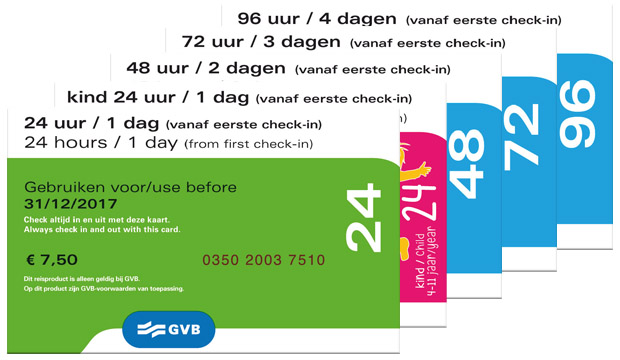 96 uur / 4 dagen (vanaf eerste check-in)
72 uur / 3 dagen (vanaf eerste check-in)
48 uur / 2 dagen (vanaf eerste check-in)
kind 24 uur / 1 dag (vanaf eerste check-in)
24 uur / 1 dag (vanaf eerste check-in)
24 hours / 1 day (from first check-in)
Gebruiken voor/use before
31/12/2017
Check altijd in en uit met deze kaart.
Always check in and out with this card.
€ 7,50
0350 2003 7510
Dit reisproduct is alleen geldig bij GVB.
Op dit product zijn GVB-voorwaarden van toepassing.
GVB
24
kind / child
4-11 jaar/year
24
48
72
96